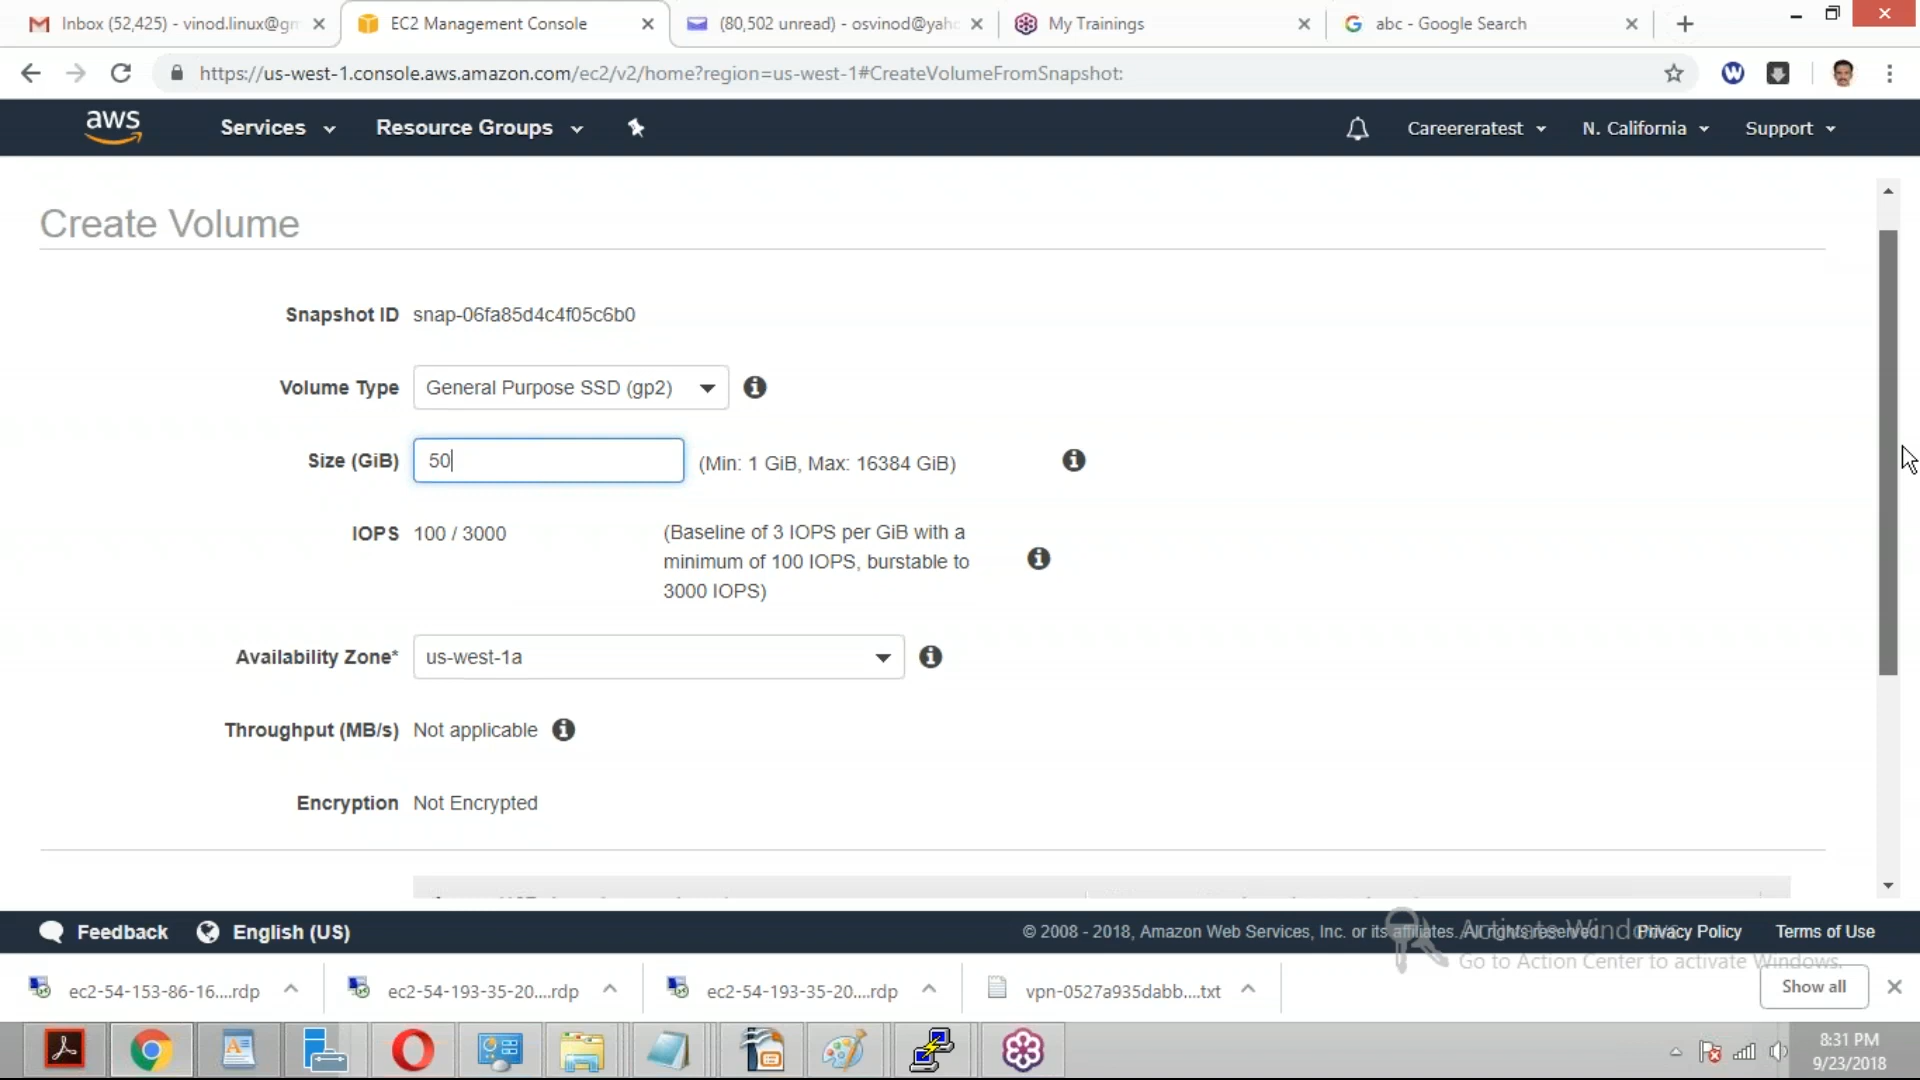 Inbox (52,425) - vinod.linux@gm
EC2 Management Console
(80,502 unread) - osvinod@yaho
My Trainings
abc - Google Search
https://us-west-1.console.aws.amazon.com/ec2/v2/home?region=us-west-1#CreateVolumeFromSnapshot:
aws
Services
Resource Groups
Careereratest
N. California
Support
Create Volume
Snapshot ID snap-06fa85d4c4f05c6b0
Volume Type General Purpose SSD (gp2)
Size (GiB) 50 (Min: 1 GiB, Max: 16384 GiB)
IOPS 100 / 3000 (Baseline of 3 IOPS per GiB with a
minimum of 100 IOPS, burstable to
3000 IOPS)
Availability Zone* us-west-1a
Throughput (MB/s) Not applicable
Encryption Not Encrypted
Feedback
English (US)
© 2008 - 2018, Amazon Web Services, Inc. or its affiliates. All rights reserved.
Privacy Policy
Terms of Use
Activate Windows
Go to Action Center to activate Windows.
ec2-54-153-86-16....rdp
ec2-54-193-35-20....rdp
ec2-54-193-35-20....rdp
vpn-0527a935dabb....txt
Show all
8:31 PM
9/23/2018